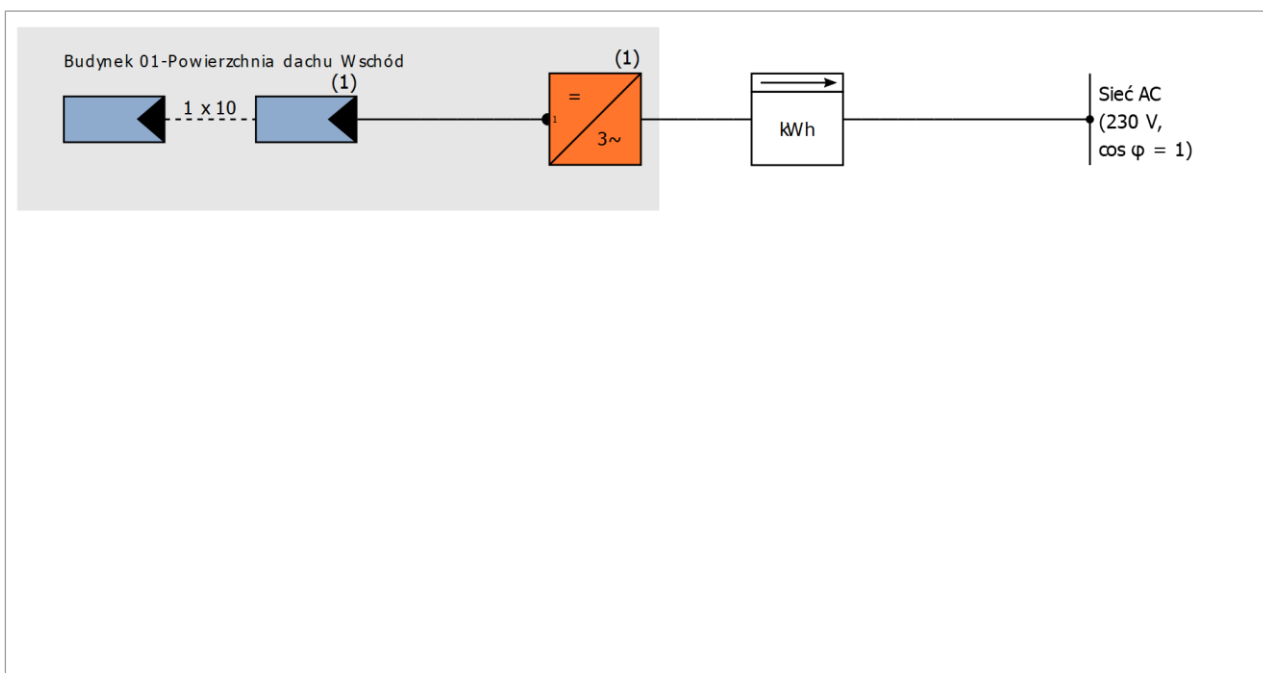 Budynek 01-Powierzchnia dachu Wschód
(1)
(1)
1 x 10
=
1
3~
kWh
Sieć AC
(230 V,
cos φ = 1)